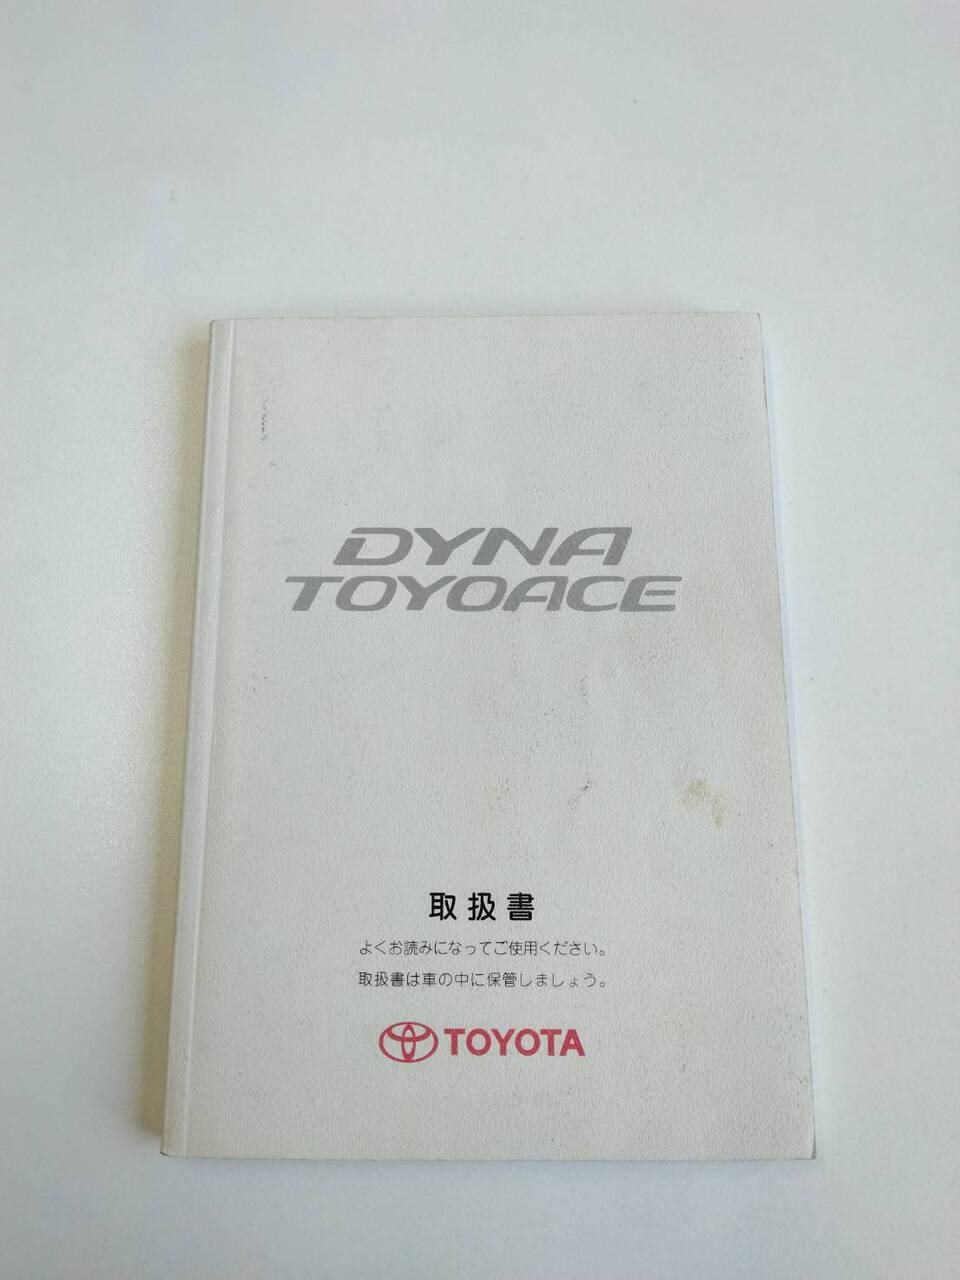 DYNA
TOYOACE
取扱書
よくお読みになってご使用ください。
取扱書は車の中に保管しましょう。
TOYOTA